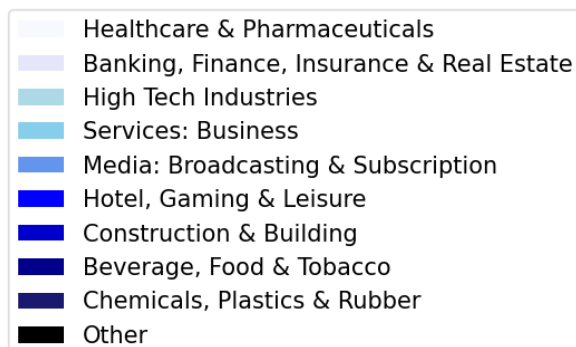 Healthcare & Pharmaceuticals
Banking, Finance, Insurance & Real Estate
High Tech Industries
Services: Business
Media: Broadcasting & Subscription
Hotel, Gaming & Leisure
Construction & Building
Beverage, Food & Tobacco
Chemicals, Plastics & Rubber
Other